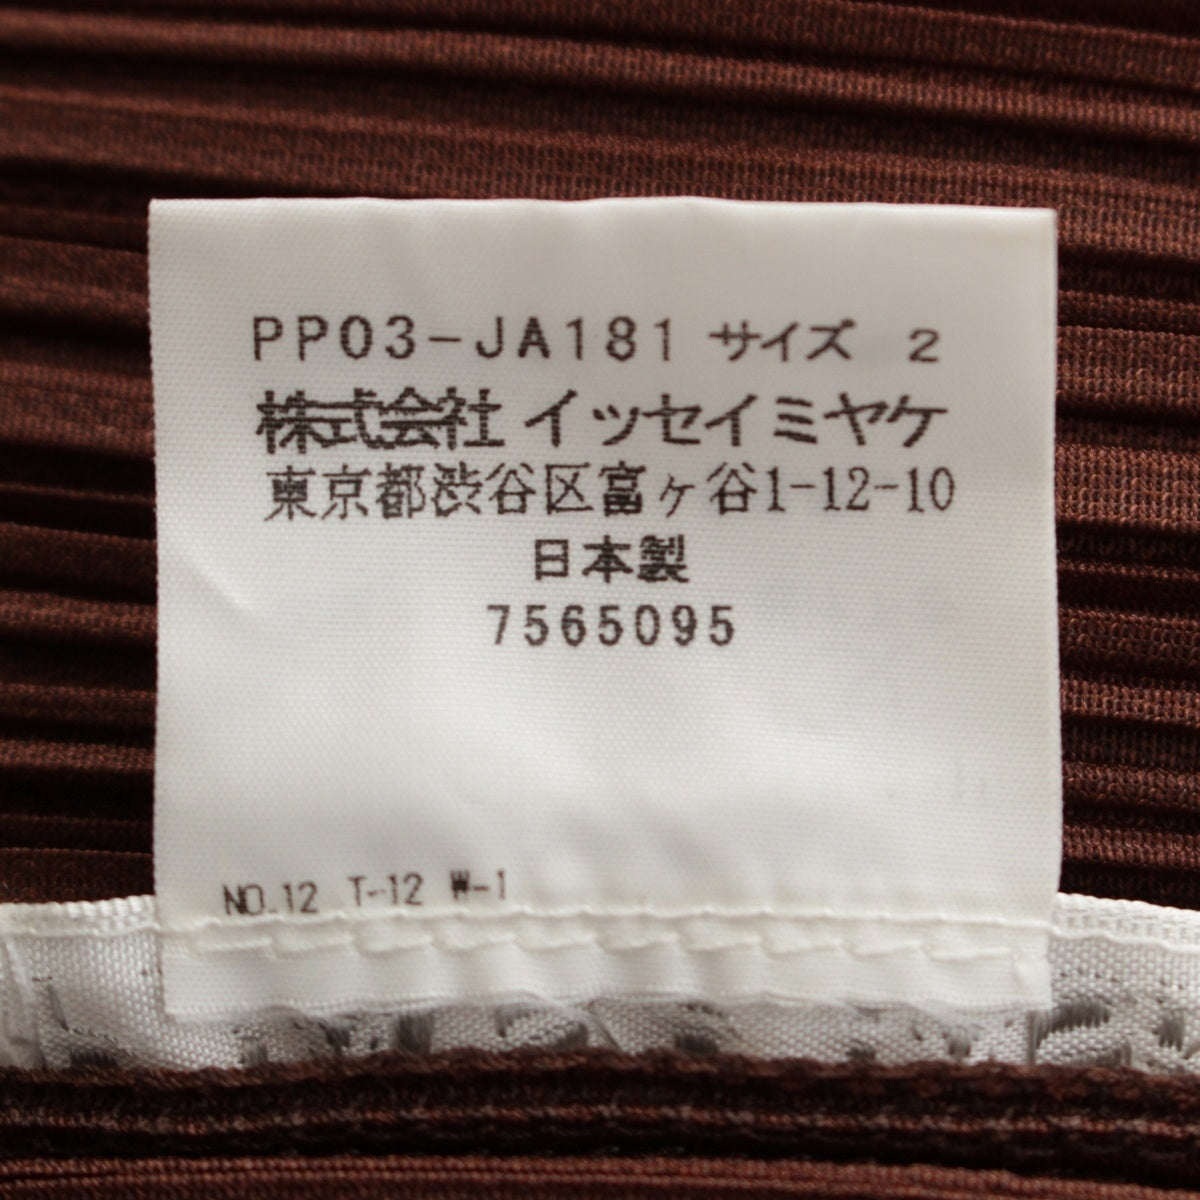 PP03-JA181 サイズ 2
株式会社 イッセイミヤケ
東京都渋谷区富ヶ谷1-12-10
日本製
7565095
NO.12 T-12 W-1